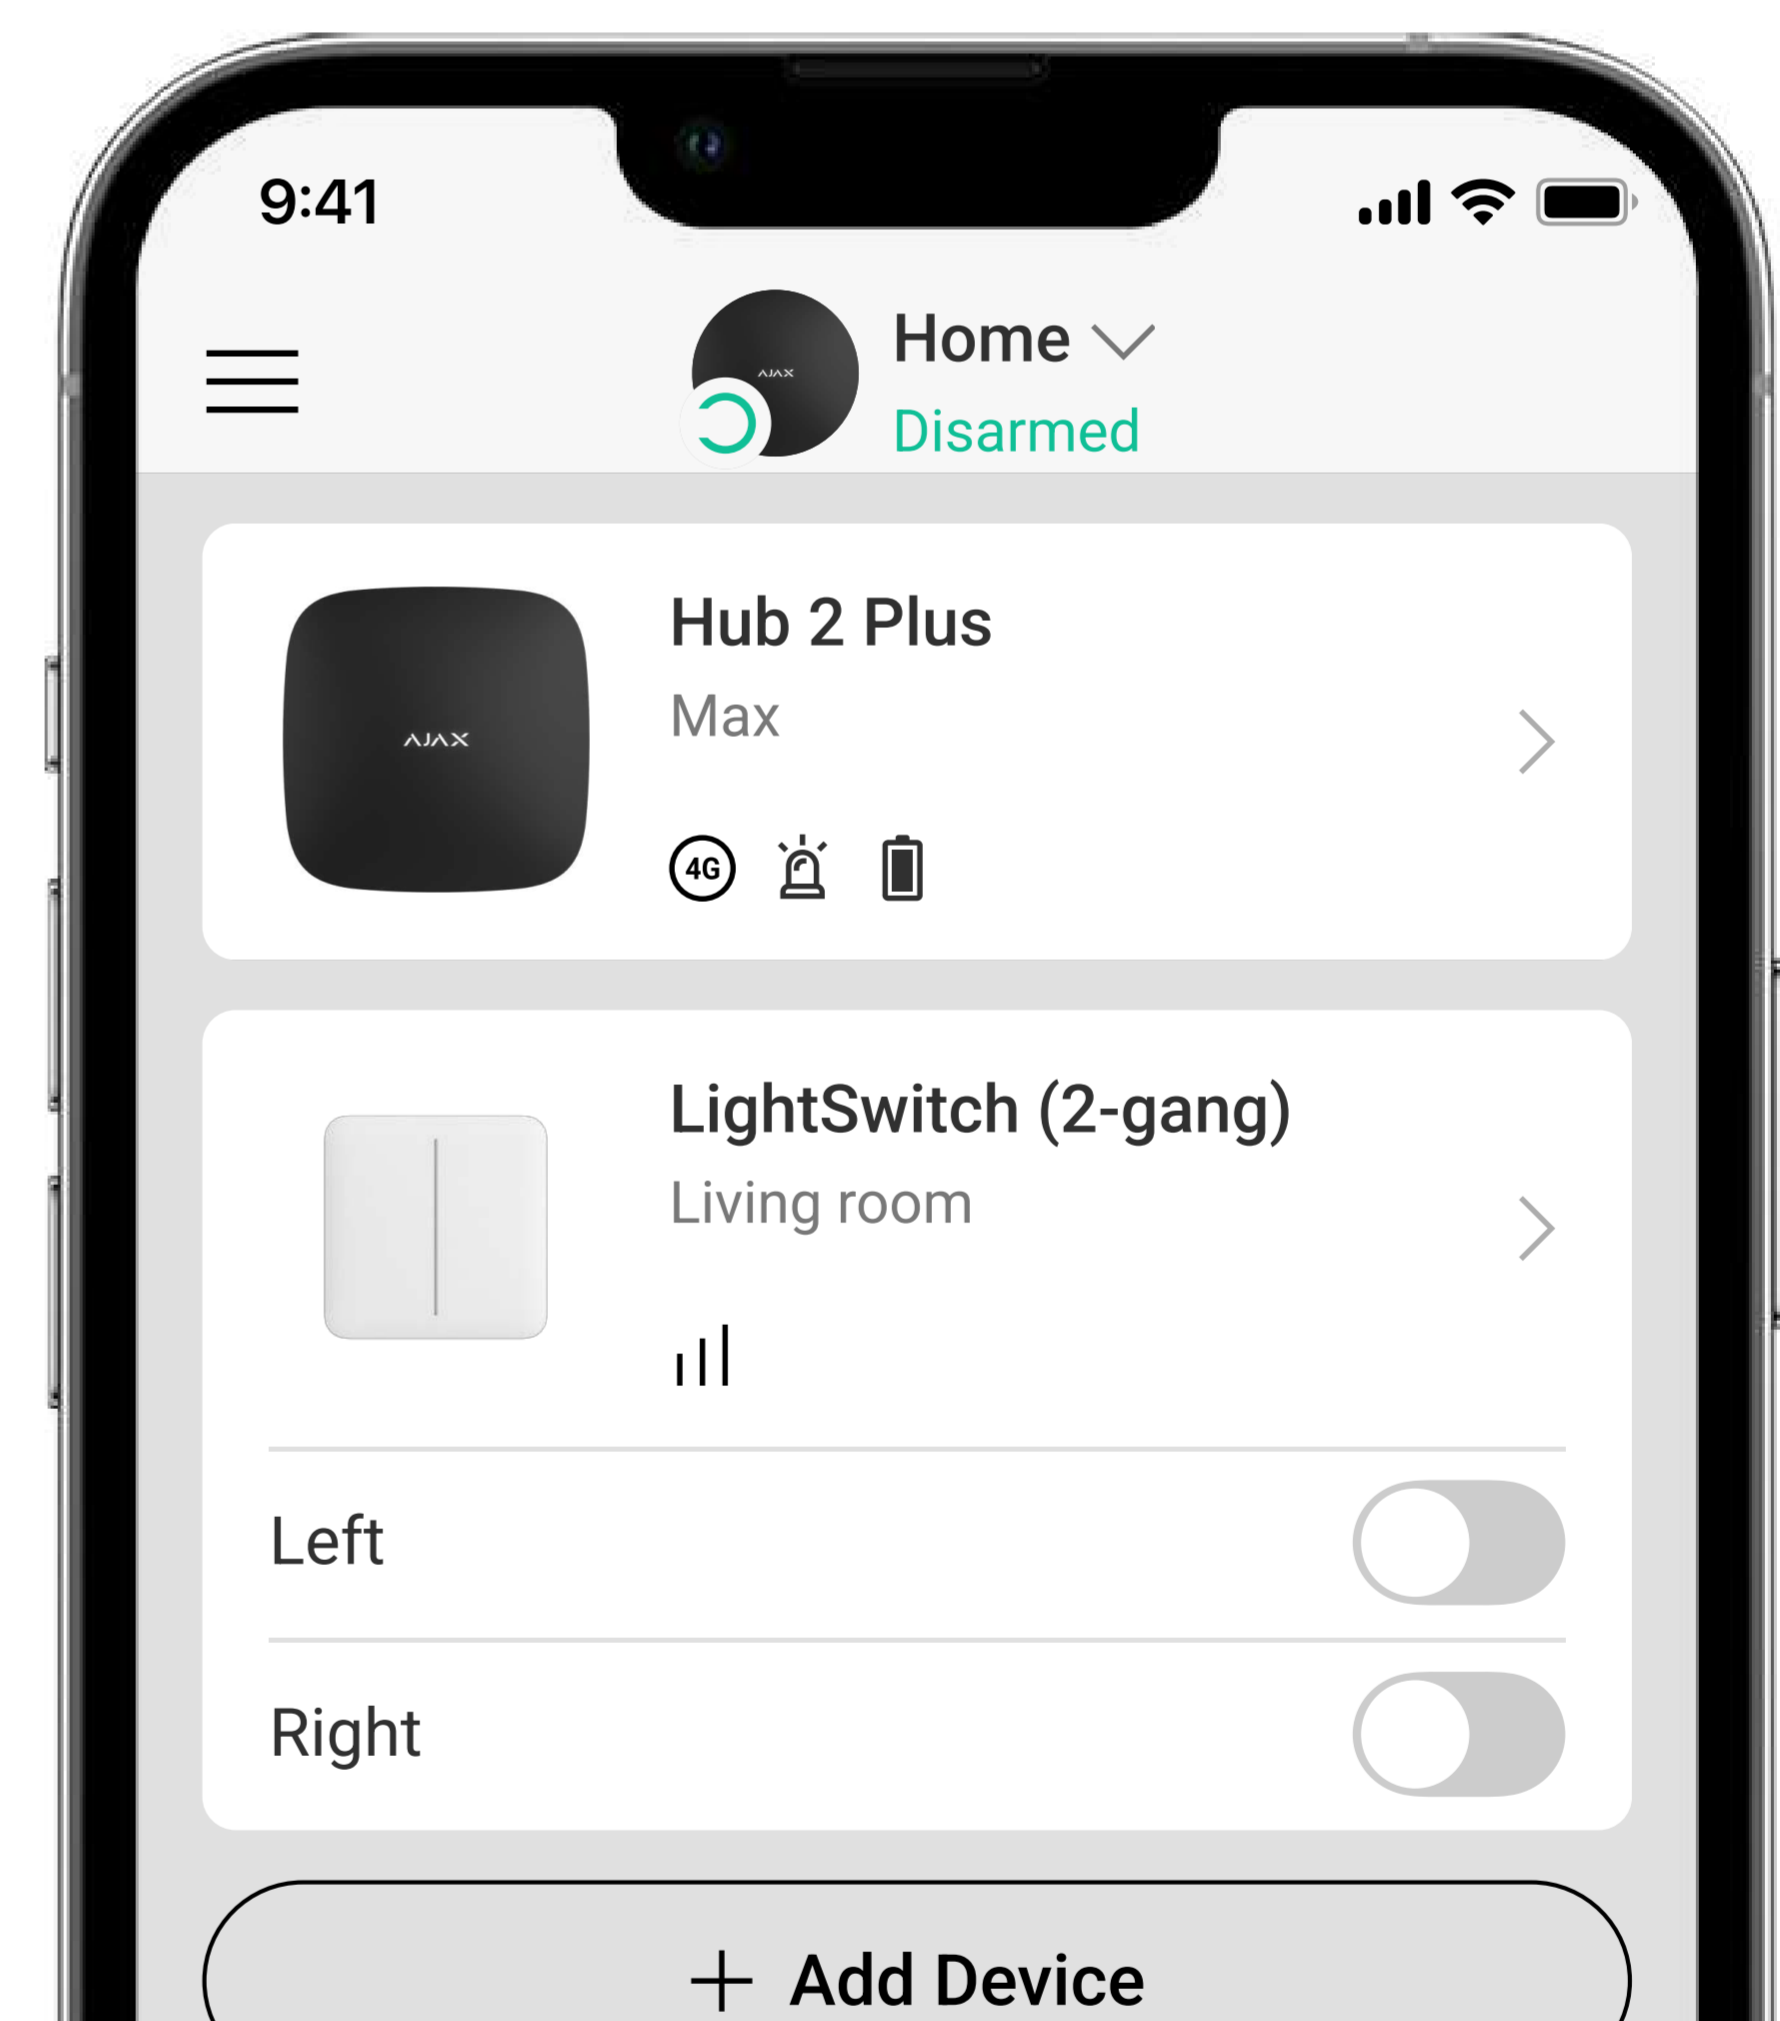 9:41
AJAX
Home
Disarmed
Hub 2 Plus
Max
AJAX
4G
LightSwitch (2-gang)
Living room
Left
Right
Add Device